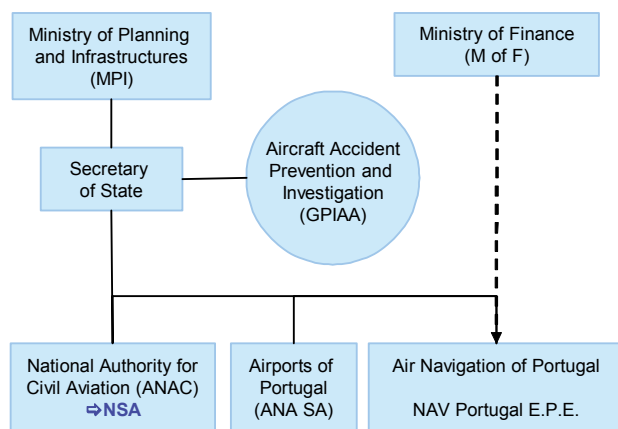 Ministry of Planning
and Infrastructures
(MPI)
Ministry of Finance
(M of F)
Secretary
of State
Aircraft Accident
Prevention and
Investigation
(GPIAA)
National Authority for
Civil Aviation (ANAC)
⇨NSA
Airports of
Portugal
(ANA SA)
Air Navigation of Portugal
NAV Portugal E.P.E.